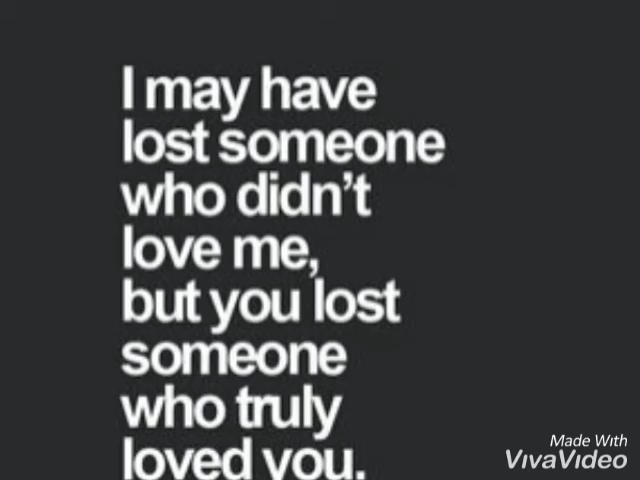 I may have
lost someone
who didn't
love me,
but you lost
someone
who truly
loved you.
Made With
VivaVideo